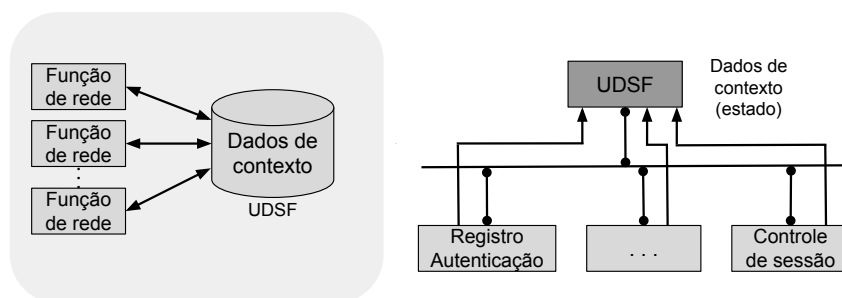 Função
de rede
Função
de rede
Função
de rede
Dados de
contexto
UDSF
UDSF
Dados de
contexto
(estado)
Registro
Autenticação
. . .
Controle
de sessão